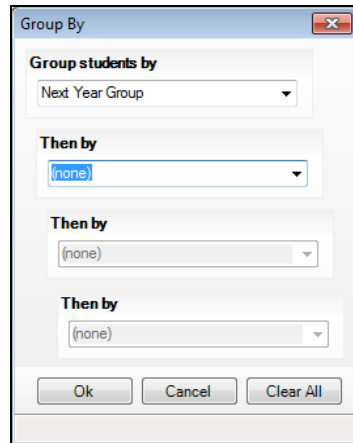 Group By
Group students by
Next Year Group
Then by
(none)
Then by
(none)
Then by
(none)
Ok Cancel Clear All